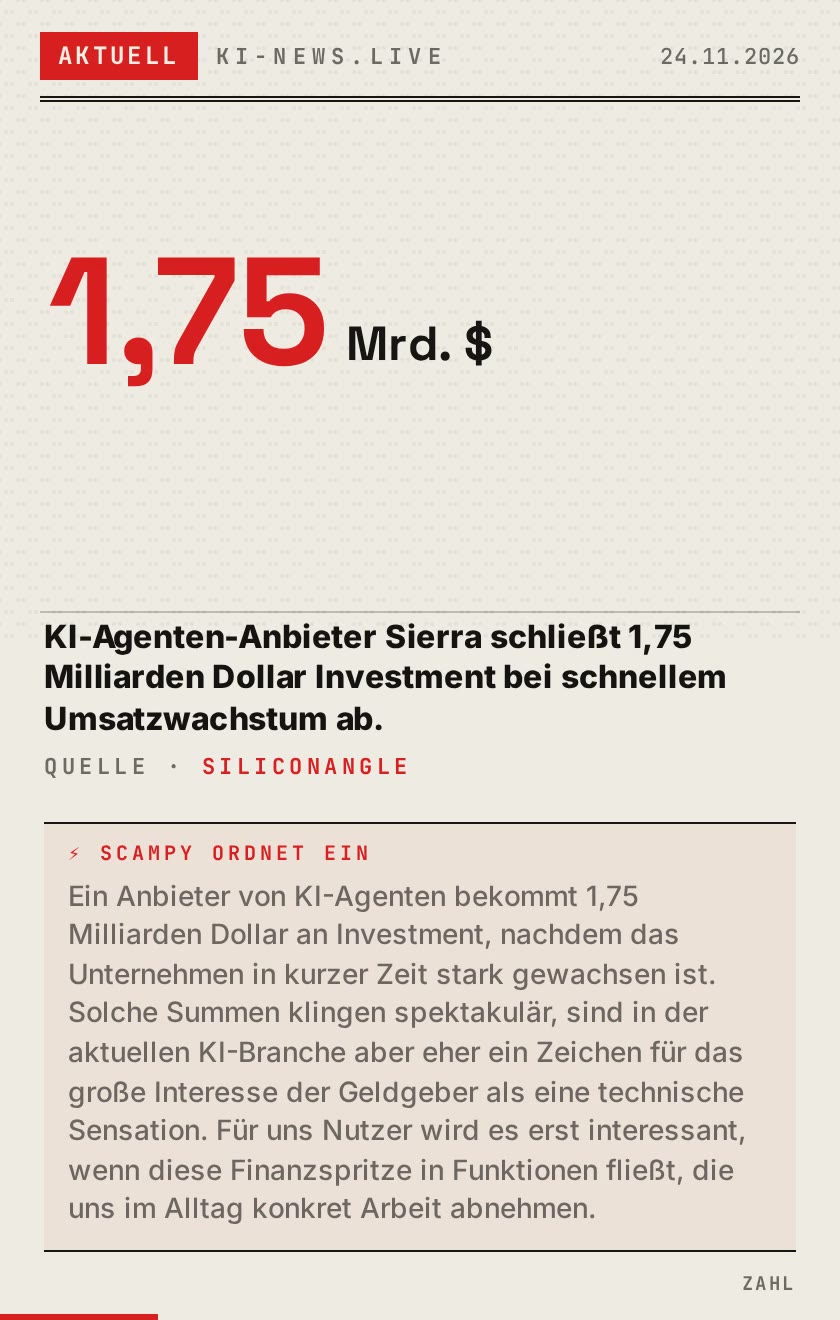 AKTUELL KI-NEWS.LIVE 24.11.2026
1,75 Mrd. $
KI-Agenten-Anbieter Sierra schließt 1,75
Milliarden Dollar Investment bei schnellem
Umsatzwachstum ab.
QUELLE · SILICONANGLE
⚡ SCAMPY ORDNET EIN
Ein Anbieter von KI-Agenten bekommt 1,75
Milliarden Dollar an Investment, nachdem das
Unternehmen in kurzer Zeit stark gewachsen ist.
Solche Summen klingen spektakulär, sind in der
aktuellen KI-Branche aber eher ein Zeichen für das
große Interesse der Geldgeber als eine technische
Sensation. Für uns Nutzer wird es erst interessant,
wenn diese Finanzspritze in Funktionen fließt, die
uns im Alltag konkret Arbeit abnehmen.
ZAHL